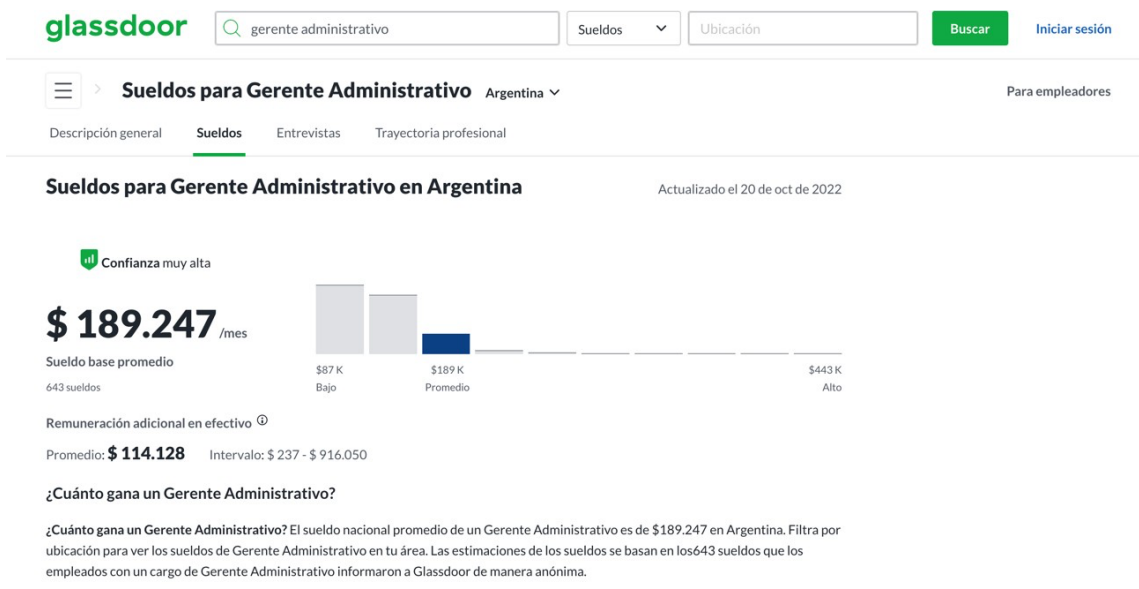 glassdoor
gerente administrativo
Sueldos
Ubicación
Buscar
Iniciar sesión
Sueldos para Gerente Administrativo
Argentina
Para empleadores
Descripción general
Sueldos
Entrevistas
Trayectoria profesional
Sueldos para Gerente Administrativo en Argentina
Actualizado el 20 de oct de 2022
Confianza muy alta
$ 189.247 /mes
Sueldo base promedio
643 sueldos
$87 K
Bajo
$189 K
Promedio
$443 K
Alto
Remuneración adicional en efectivo
Promedio: $ 114.128
Intervalo: $ 237 - $ 916.050
¿Cuánto gana un Gerente Administrativo?
¿Cuánto gana un Gerente Administrativo? El sueldo nacional promedio de un Gerente Administrativo es de $189.247 en Argentina. Filtra por
ubicación para ver los sueldos de Gerente Administrativo en tu área. Las estimaciones de los sueldos se basan en los643 sueldos que los
empleados con un cargo de Gerente Administrativo informaron a Glassdoor de manera anónima.